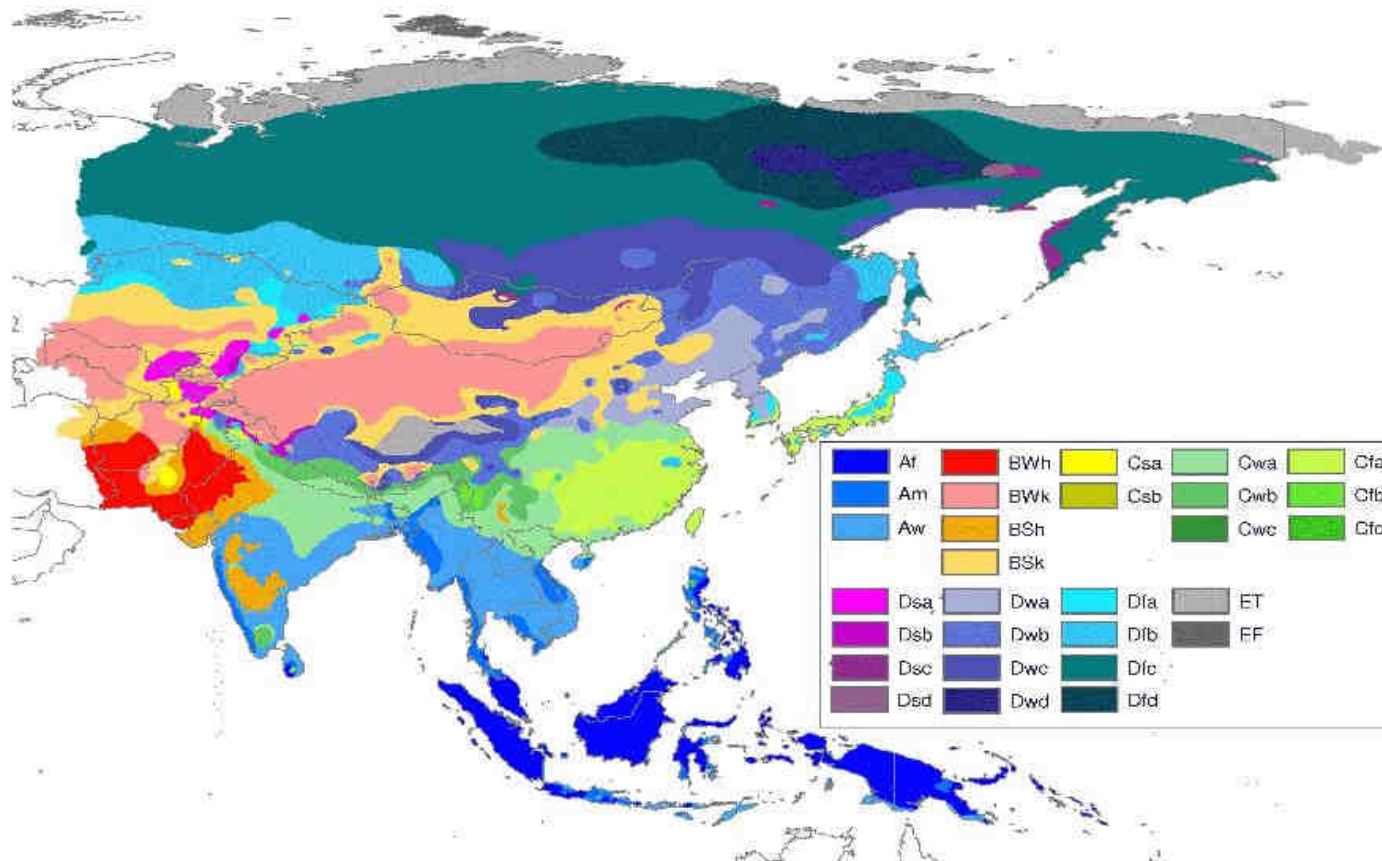 Af BWh Csa Cwa Cfa
Am BWk Csb Cwb Cfb
Aw BSh Cwc Cfc
BSk
Dsa Dwa Dfa ET
Dsb Dwb Dfb EF
Dsc Dwc Dfc
Dsd Dwd Dfd